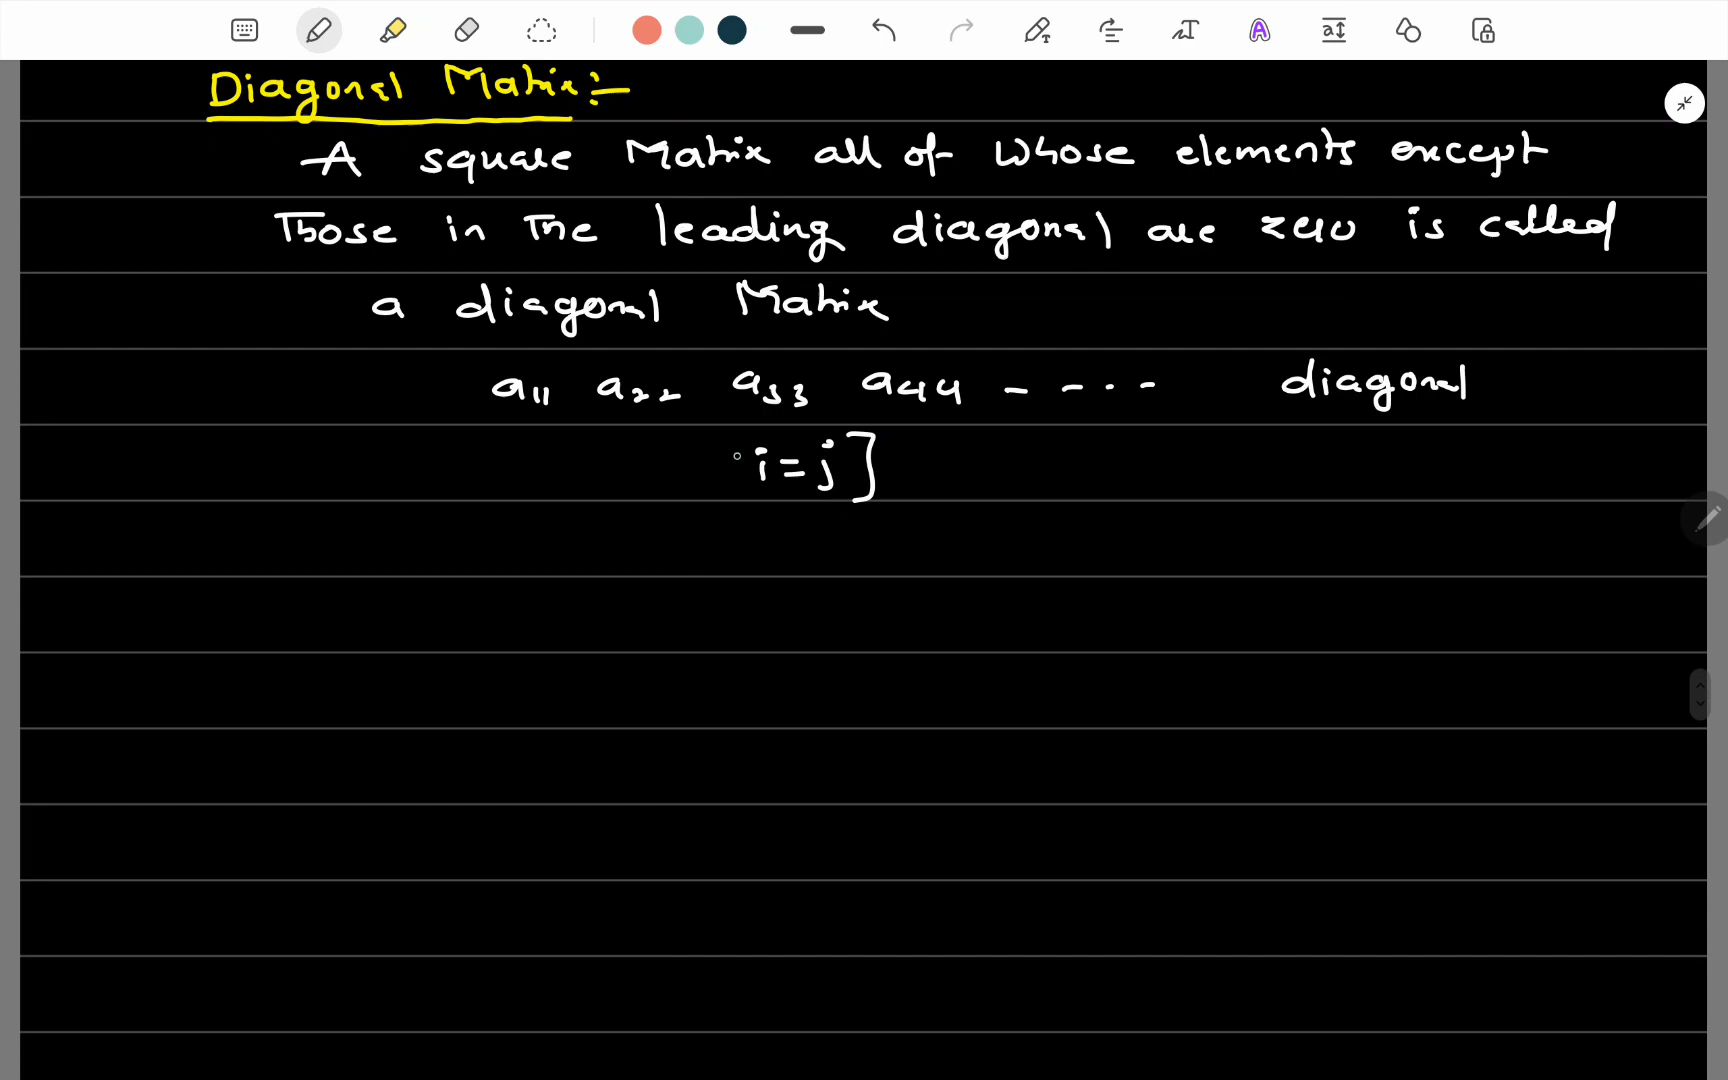 Diagonal Matrix:-
A square Matrix all of whose elements except
Those in The leading diagonal are zero is called
a diagonal Matrix
a11 a22 a33 a44 - - . . - diagonal
i=j]